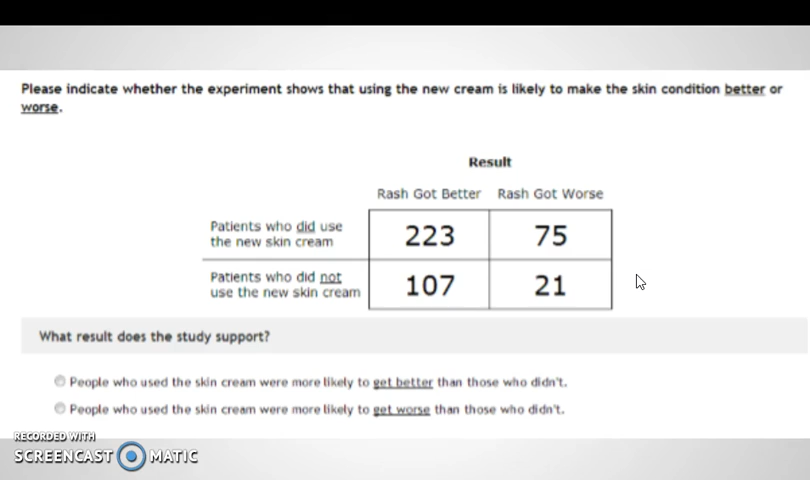 Please indicate whether the experiment shows that using the new cream is likely to make the skin condition better or
worse.
Result
Rash Got Better Rash Got Worse
Patients who did use
the new skin cream
223 75
Patients who did not
use the new skin cream
107 21
What result does the study support?
People who used the skin cream were more likely to get better than those who didn't.
People who used the skin cream were more likely to get worse than those who didn't.
RECORDED WITH
SCREENCAST MATIC